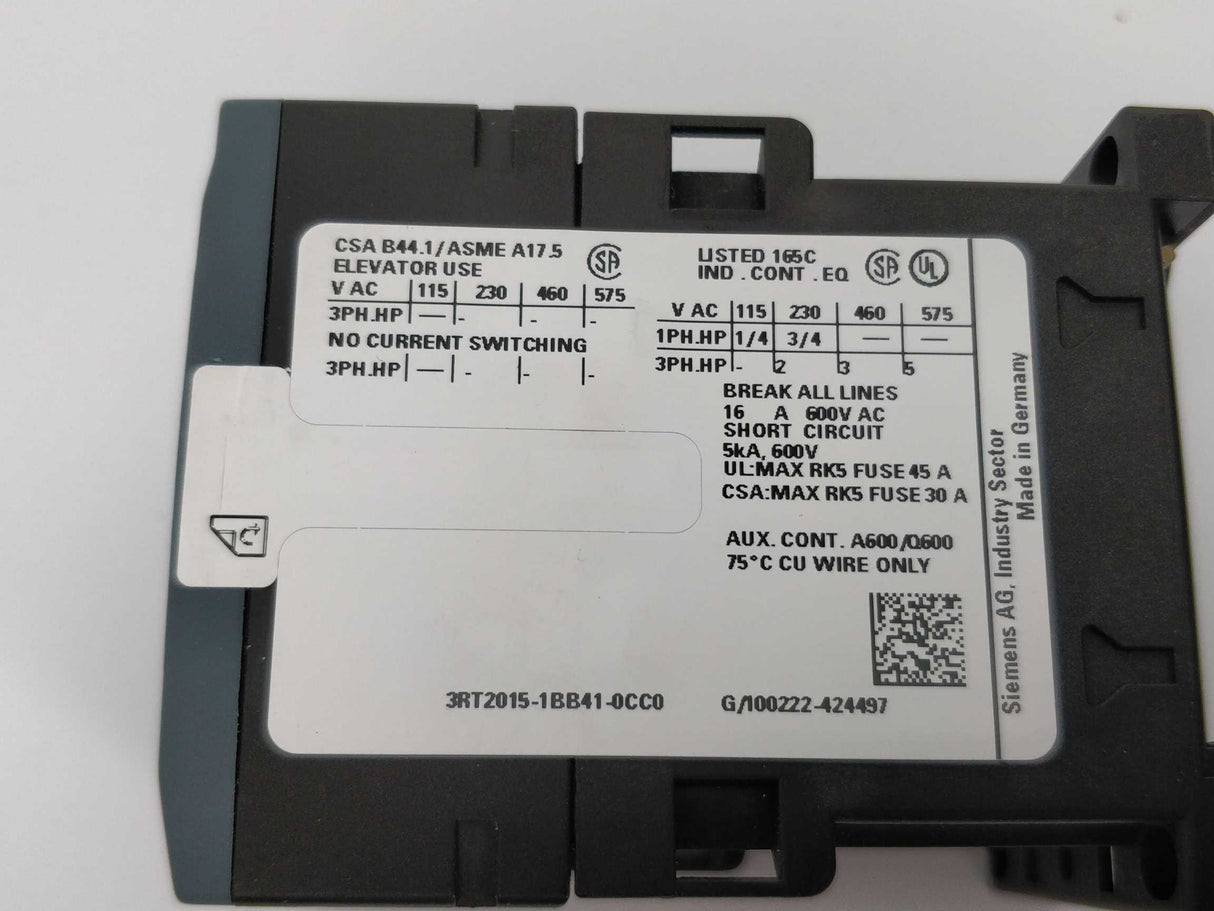 CSA B44.1/ASME A17.5
ELEVATOR USE
V AC 115 230 460 575
3PH.HP — - - -
NO CURRENT SWITCHING
3PH.HP — - - -
LISTED 165C
IND . CONT . EQ
V AC 115 230 460 575
1PH.HP 1/4 3/4 — —
3PH.HP - 2 3 5
BREAK ALL LINES
16 A 600V AC
SHORT CIRCUIT
5kA, 600V
UL:MAX RK5 FUSE 45 A
CSA:MAX RK5 FUSE 30 A
AUX. CONT. A600/Q600
75°C CU WIRE ONLY
3RT2015-1BB41-0CC0 G/100222-424497
Siemens AG, Industry Sector
Made in Germany
SA
SA
UL